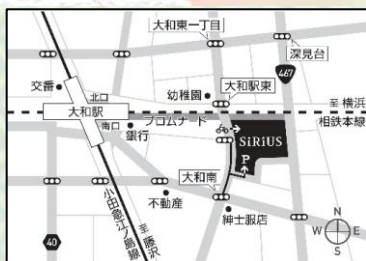 大和東一丁目
深見台
467
交番
北口
幼稚園
大和駅東
至 横浜
大和駅
プロムナード
相鉄本線
南口
銀行
SiRiUS
P
大和南
不動産
紳士服店
小田急江ノ島線
至 藤沢
40
N
W E
S